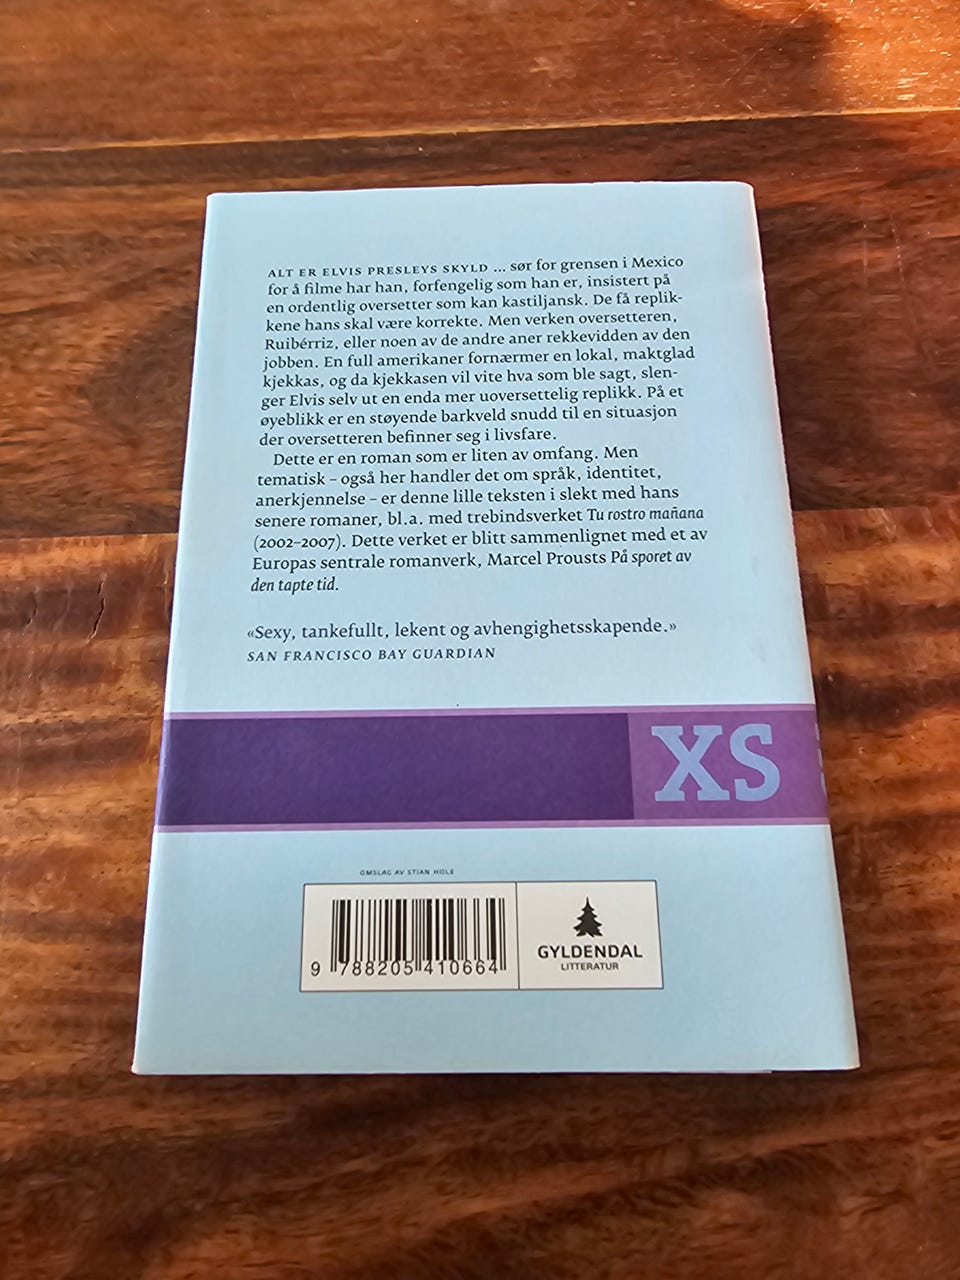 ALT ER ELVIS PRESLEYS SKYLD ... sør for grensen i Mexico
for å filme har han, forfengelig som han er, insistert på
en ordentlig oversetter som kan kastiljansk. De få replik-
kene hans skal være korrekte. Men verken oversetteren,
Ruibérriz, eller noen av de andre aner rekkevidden av den
jobben. En full amerikaner fornærmer en lokal, maktglad
kjekkas, og da kjekkasen vil vite hva som ble sagt, slen-
ger Elvis selv ut en enda mer uoversettelig replikk. På et
øyeblikk er en støyende barkveld snudd til en situasjon
der oversetteren befinner seg i livsfare.
Dette er en roman som er liten av omfang. Men
tematisk – også her handler det om språk, identitet,
anerkjennelse – er denne lille teksten i slekt med hans
senere romaner, bl.a. med trebindsverket Tu rostro mañana
(2002–2007). Dette verket er blitt sammenlignet med et av
Europas sentrale romanverk, Marcel Prousts På sporet av
den tapte tid.
«Sexy, tankefullt, lekent og avhengighetsskapende.»
SAN FRANCISCO BAY GUARDIAN
XS
OMSLAG AV STIAN HOLE
9 788205 410664
GYLDENDAL
LITTERATUR